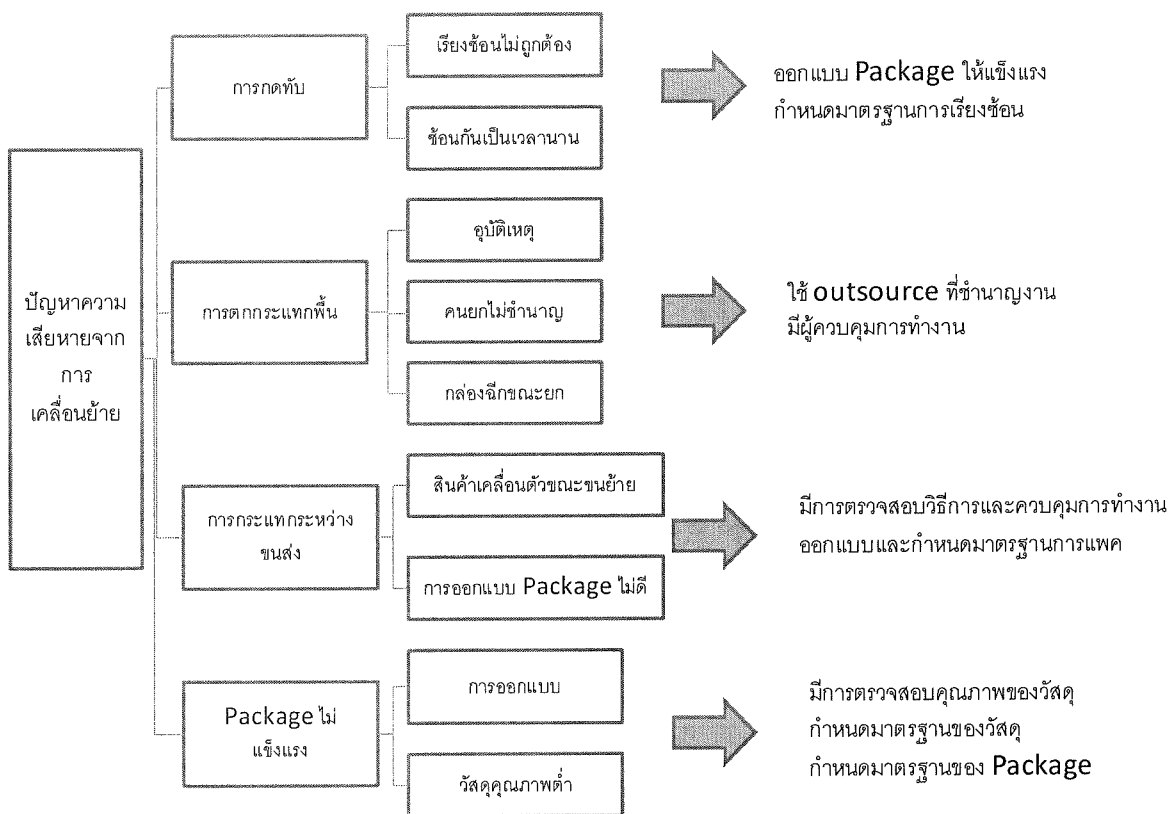 ปัญหาความ
เสียหายจาก
การ
เคลื่อนย้าย
การกดทับ
เรียงซ้อนไม่ถูกต้อง
ซ้อนกันเป็นเวลานาน
ออกแบบ Package ให้แข็งแรง
กำหนดมาตรฐานการเรียงซ้อน
การตกกระแทกพื้น
อุบัติเหตุ
คนยกไม่ชำนาญ
กล่องฉีกขณะยก
ใช้ outsource ที่ชำนาญงาน
มีผู้ควบคุมการทำงาน
การกระแทกระหว่าง
ขนส่ง
สินค้าเคลื่อนตัวขณะขนย้าย
การออกแบบ Package ไม่ดี
มีการตรวจสอบวิธีการและควบคุมการทำงาน
ออกแบบและกำหนดมาตรฐานการแพค
Package ไม่
แข็งแรง
การออกแบบ
วัสดุคุณภาพต่ำ
มีการตรวจสอบคุณภาพของวัสดุ
กำหนดมาตรฐานของวัสดุ
กำหนดมาตรฐานของ Package